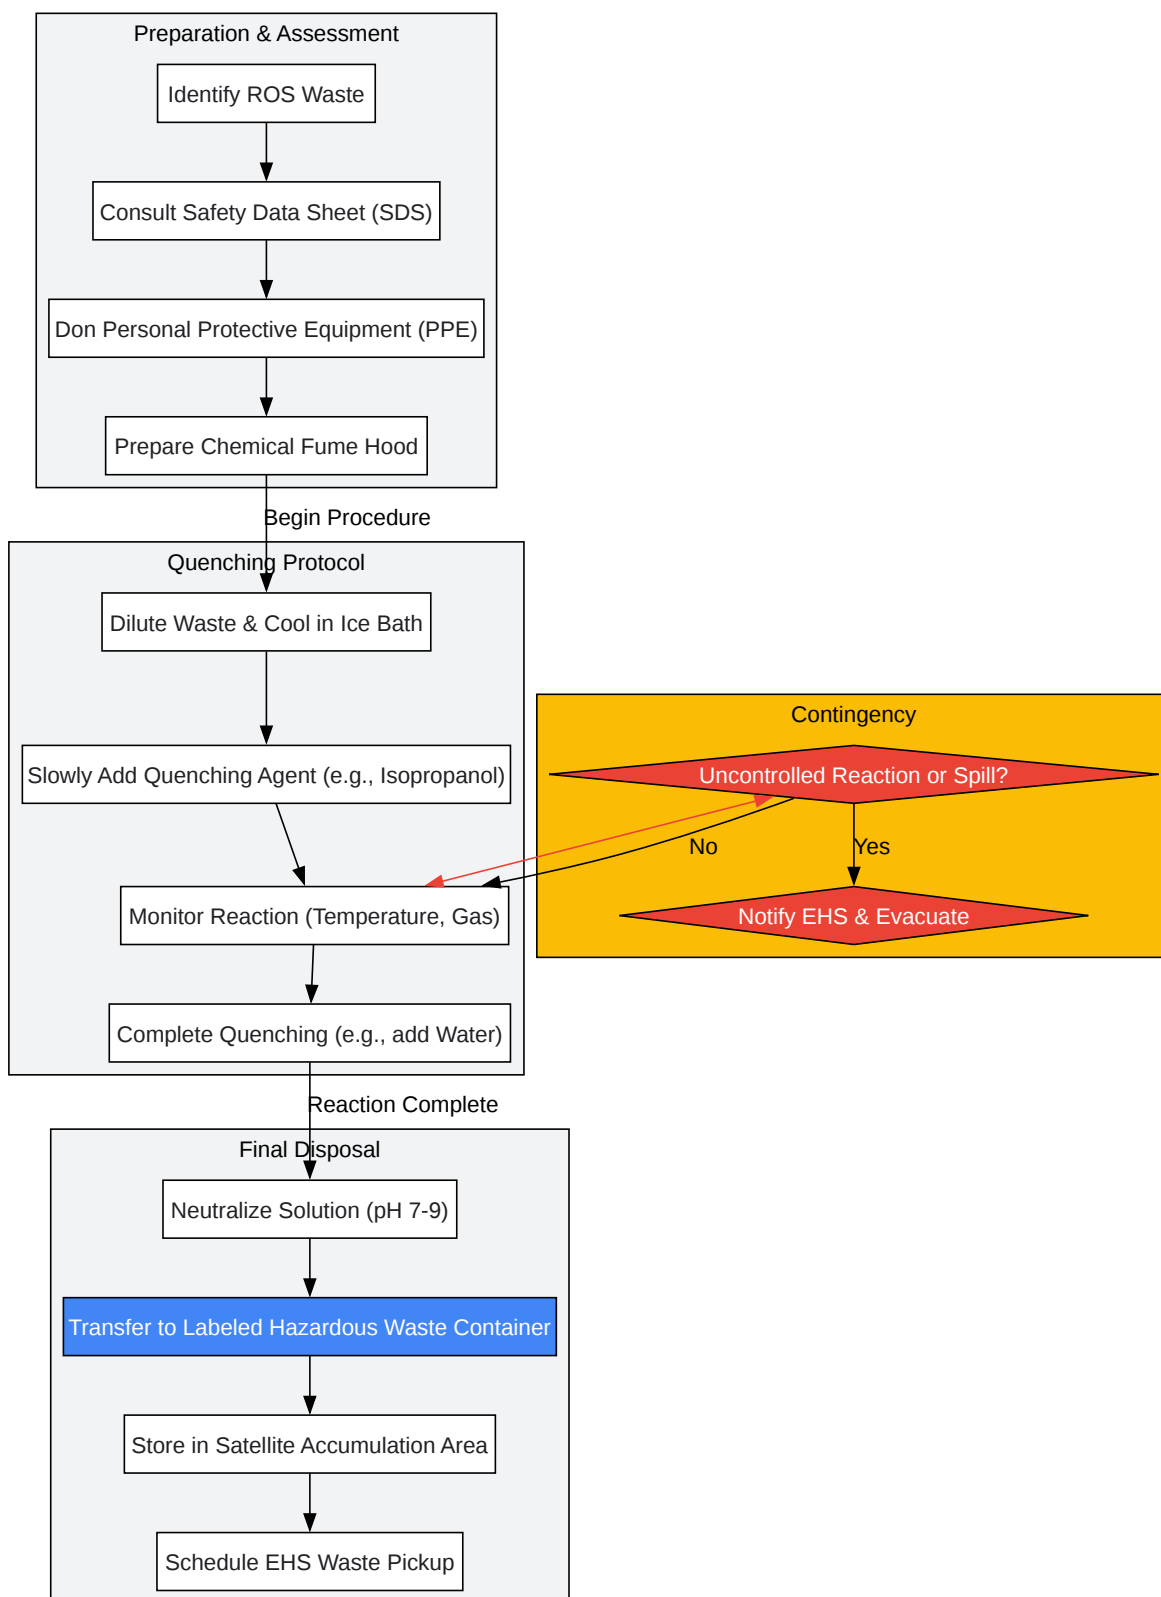 Preparation & Assessment
Identify ROS Waste
Consult Safety Data Sheet (SDS)
Don Personal Protective Equipment (PPE)
Prepare Chemical Fume Hood
Begin Procedure
Quenching Protocol
Dilute Waste & Cool in Ice Bath
Slowly Add Quenching Agent (e.g., Isopropanol)
Monitor Reaction (Temperature, Gas)
Complete Quenching (e.g., add Water)
Contingency
Uncontrolled Reaction or Spill?
No
Yes
Notify EHS & Evacuate
Reaction Complete
Final Disposal
Neutralize Solution (pH 7-9)
Transfer to Labeled Hazardous Waste Container
Store in Satellite Accumulation Area
Schedule EHS Waste Pickup